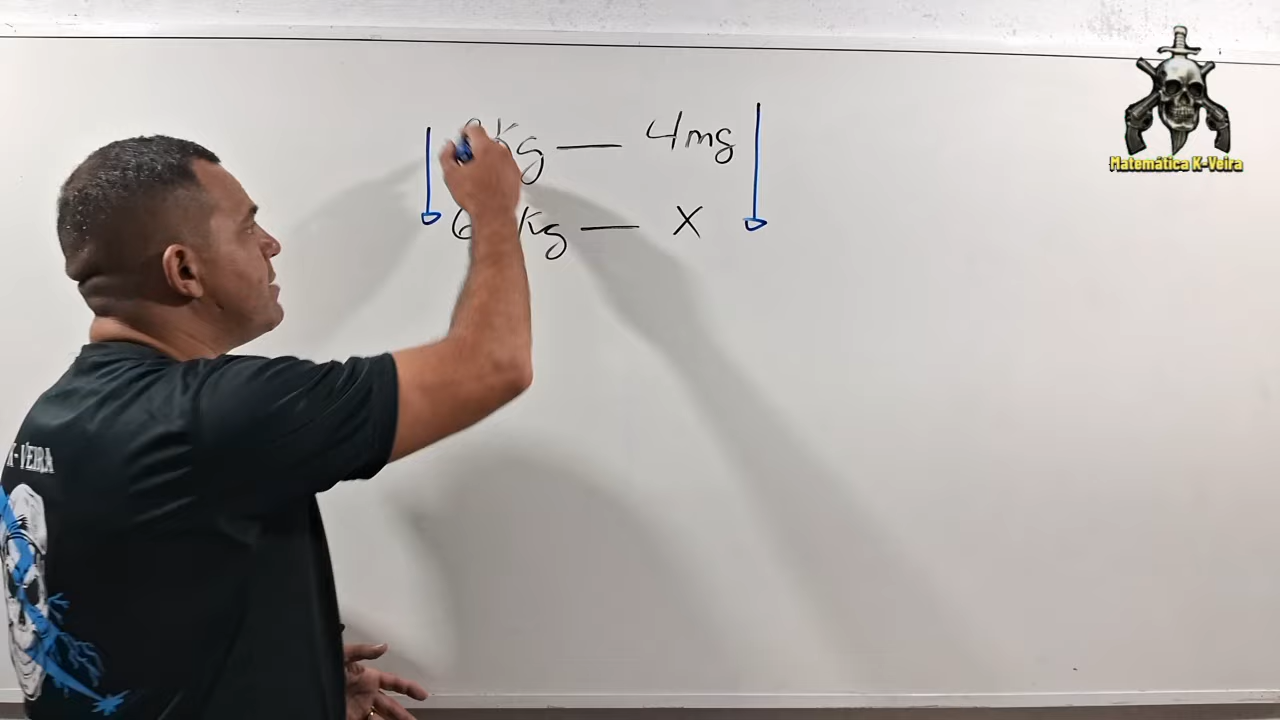 Kg — 4mg
Kg — X
Matemática K-Veira
K-VEIRA